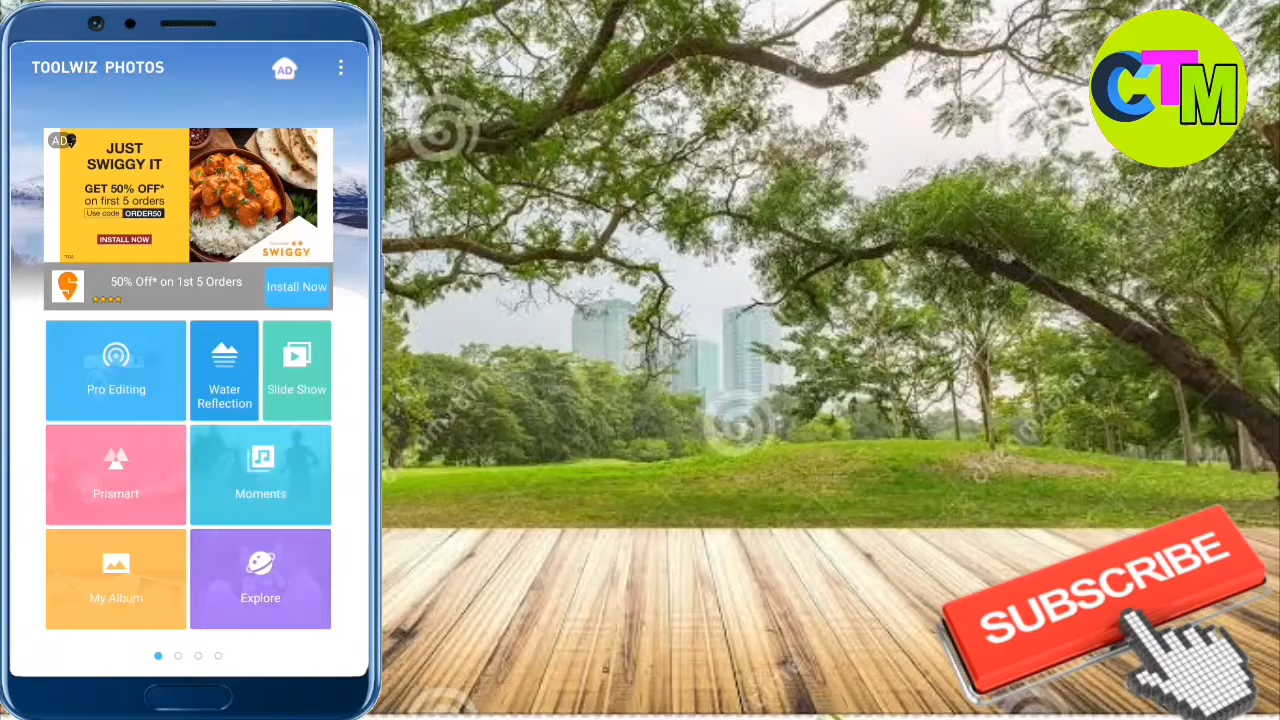 TOOLWIZ PHOTOS
AD
AD
JUST
SWIGGY IT
GET 50% OFF*
on first 5 orders
Use code ORDER50
INSTALL NOW
SWIGGY
50% Off* on 1st 5 Orders
Install Now
Pro Editing
Water
Reflection
Slide Show
Prismart
Moments
My Album
Explore
CTM
SUBSCRIBE